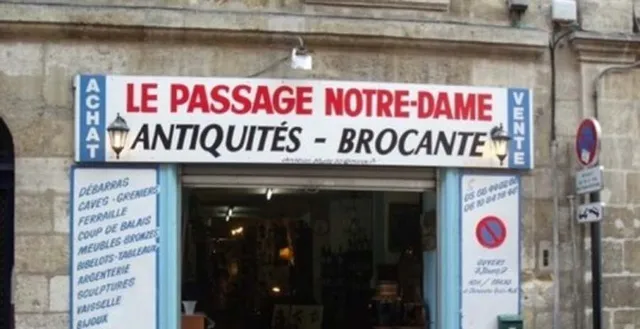 ACHAT
LE PASSAGE NOTRE-DAME
ANTIQUITÉS - BROCANTE
VENTE
DÉBARRAS
CAVES - GRENIERS
FERRAILLE
COUP DE BALAIS
MEUBLES-BRONZES
BIBELOTS-TABLEAUX
ARGENTERIE
SCULPTURES
VAISSELLE
BIJOUX
OUVERT